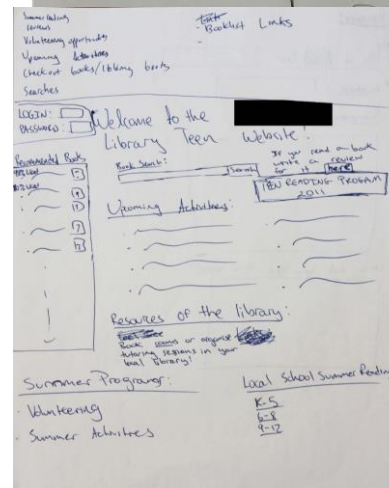 Summer Reading
reviews
Volunteering opportunities
Upcoming
Check out books/
books
Searches
Booklist Links
LOGIN:
PASSWORD:
Welcome to the
Library Teen Website!
Recommended Books
Book Search:
Search
If you read a book
write a review
for it here
TEEN READING PROGRAM
2011
Upcoming Activities:
Resources of the library:
Book rooms or organize
tutoring sessions in your
local library!
Summer Programs:
Volunteering
Summer Activities
Local School Summer Reading
K-5
6-8
9-12